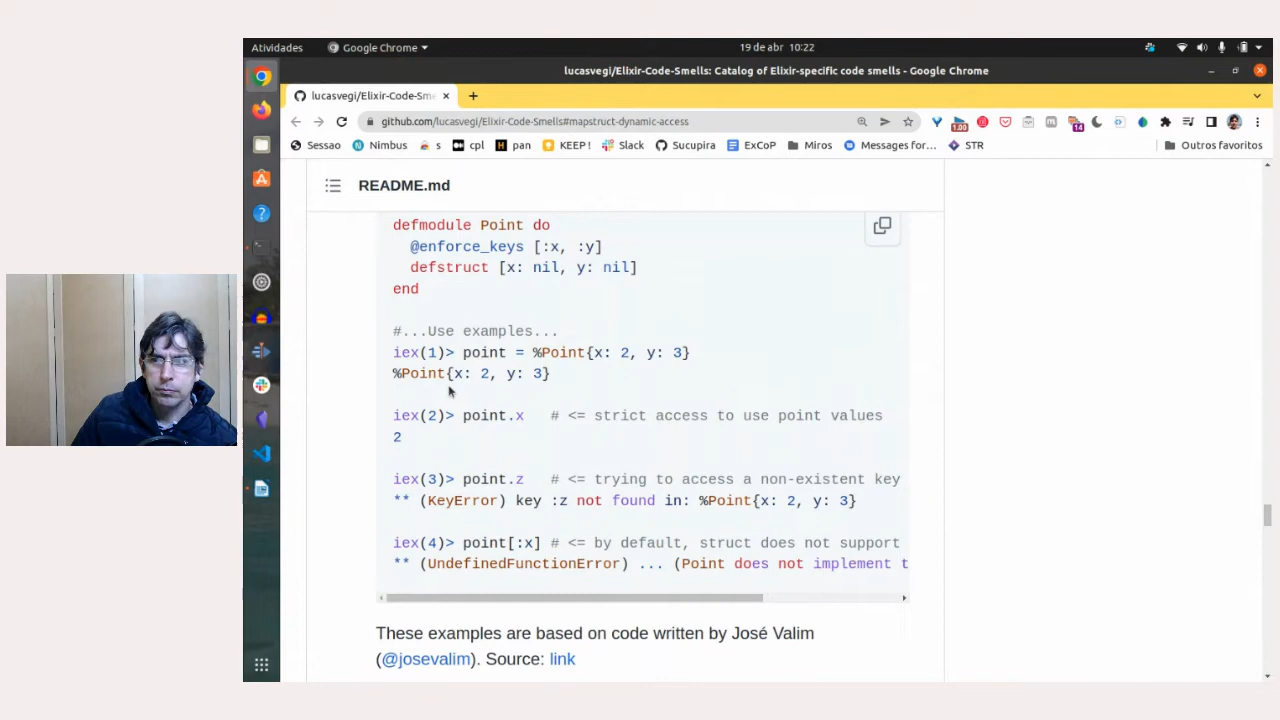 Atividades
Google Chrome
19 de abr 10:22
lucasvegi/Elixir-Code-Smells: Catalog of Elixir-specific code smells - Google Chrome
lucasvegi/Elixir-Code-Sme
github.com/lucasvegi/Elixir-Code-Smells#mapstruct-dynamic-access
1.00
14
Sessao
Nimbus
s
cpl
pan
KEEP!
Slack
Sucupira
ExCoP
Miros
Messages for...
STR
Outros favoritos
README.md
defmodule Point do
@enforce_keys [:x, :y]
defstruct [x: nil, y: nil]
end
#...Use examples...
iex(1)> point = %Point{x: 2, y: 3}
%Point{x: 2, y: 3}
iex(2)> point.x # <= strict access to use point values
2
iex(3)> point.z # <= trying to access a non-existent key
** (KeyError) key :z not found in: %Point{x: 2, y: 3}
iex(4)> point[:x] # <= by default, struct does not support
** (UndefinedFunctionError) ... (Point does not implement t
These examples are based on code written by José Valim
(@josevalim). Source: link